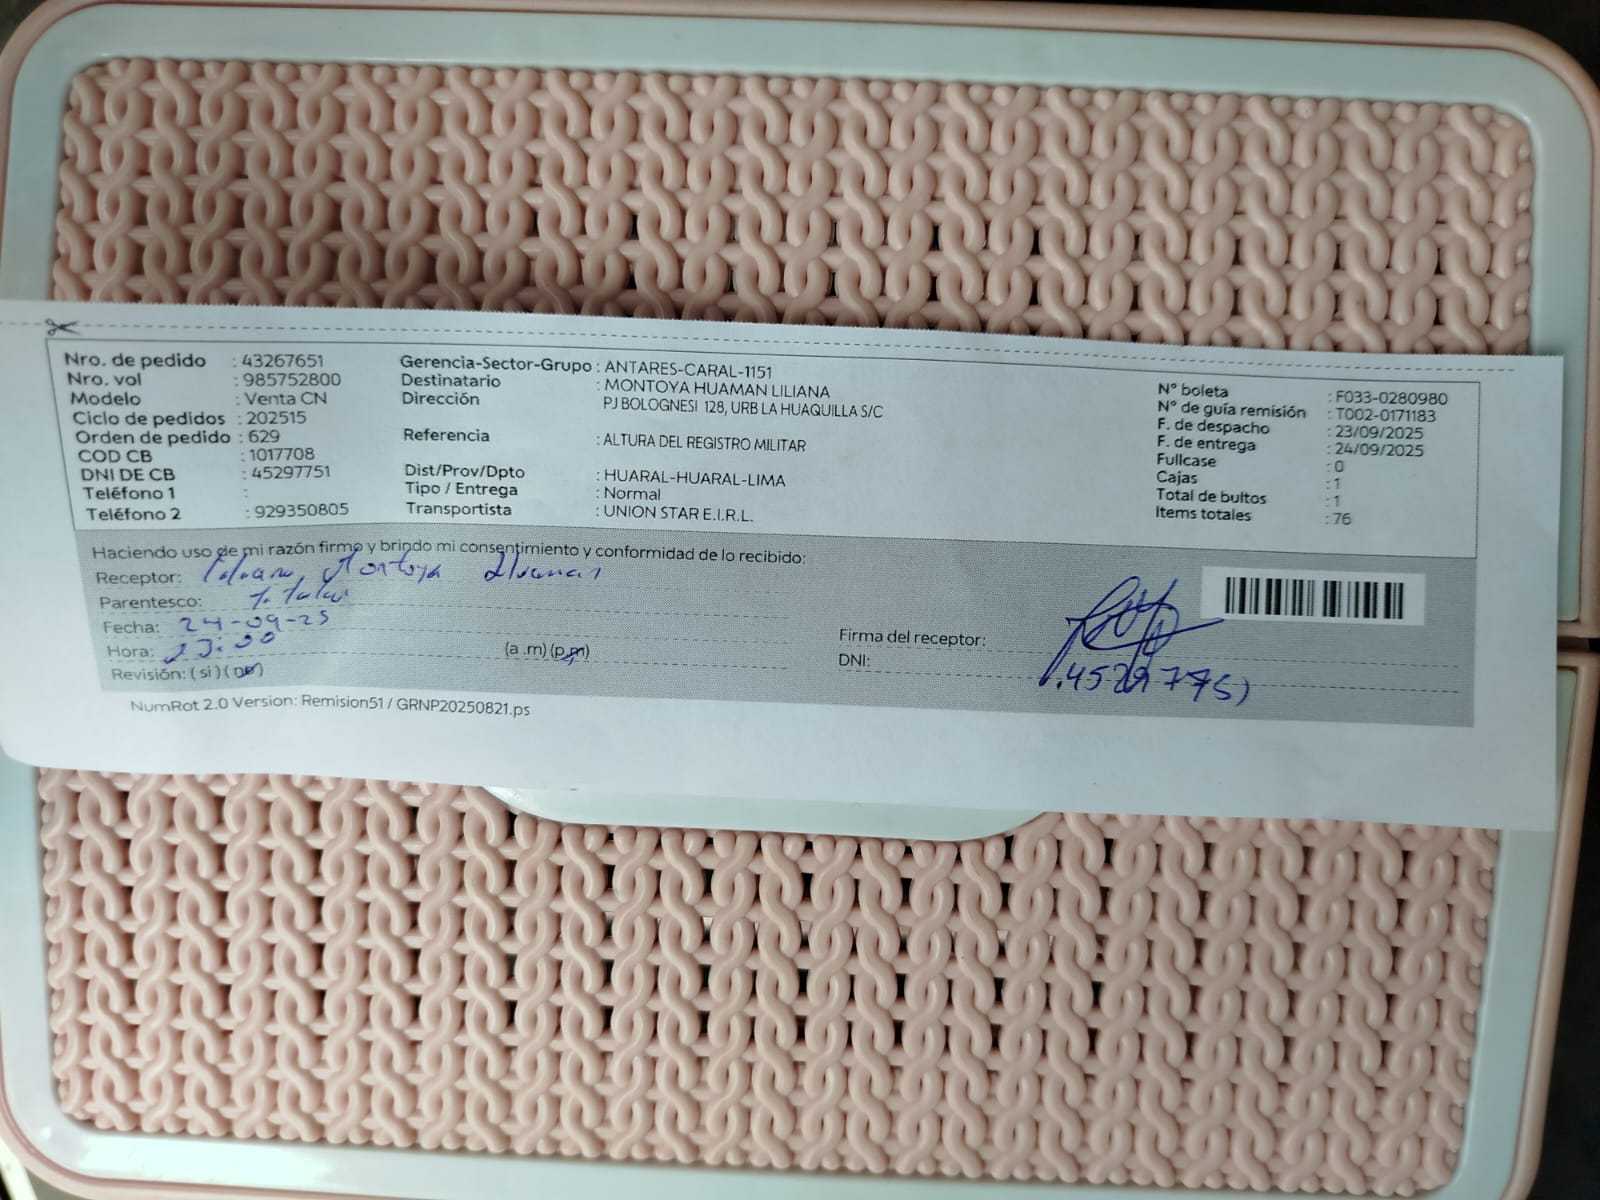 Nro. de pedido : 43267651
Nro. vol : 985752800
Modelo : Venta CN
Ciclo de pedidos : 202515
Orden de pedido : 629
COD CB : 1017708
DNI DE CB : 45297751
Teléfono 1 :
Teléfono 2 : 929350805
Gerencia-Sector-Grupo : ANTARES-CARAL-1151
Destinatario : MONTOYA HUAMAN LILIANA
Dirección PJ BOLOGNESI 128, URB LA HUAQUILLA S/C
Referencia : ALTURA DEL REGISTRO MILITAR
Dist/Prov/Dpto : HUARAL-HUARAL-LIMA
Tipo / Entrega : Normal
Transportista : UNION STAR E.I.R.L.
N° boleta : F033-0280980
N° de guía remisión : T002-0171183
F. de despacho : 23/09/2025
F. de entrega : 24/09/2025
Fullcase : 0
Cajas : 1
Total de bultos : 1
Items totales : 76
Haciendo uso de mi razón firmo y brindo mi consentimiento y conformidad de lo recibido:
Receptor: Montoya
Parentesco:
Fecha: 24-09-25
Hora: (a .m) (p.m)
Revisión: ( si ) ( no )
Firma del receptor:
DNI: 45297751
NumRot 2.0 Version: Remision51 / GRNP20250821.ps